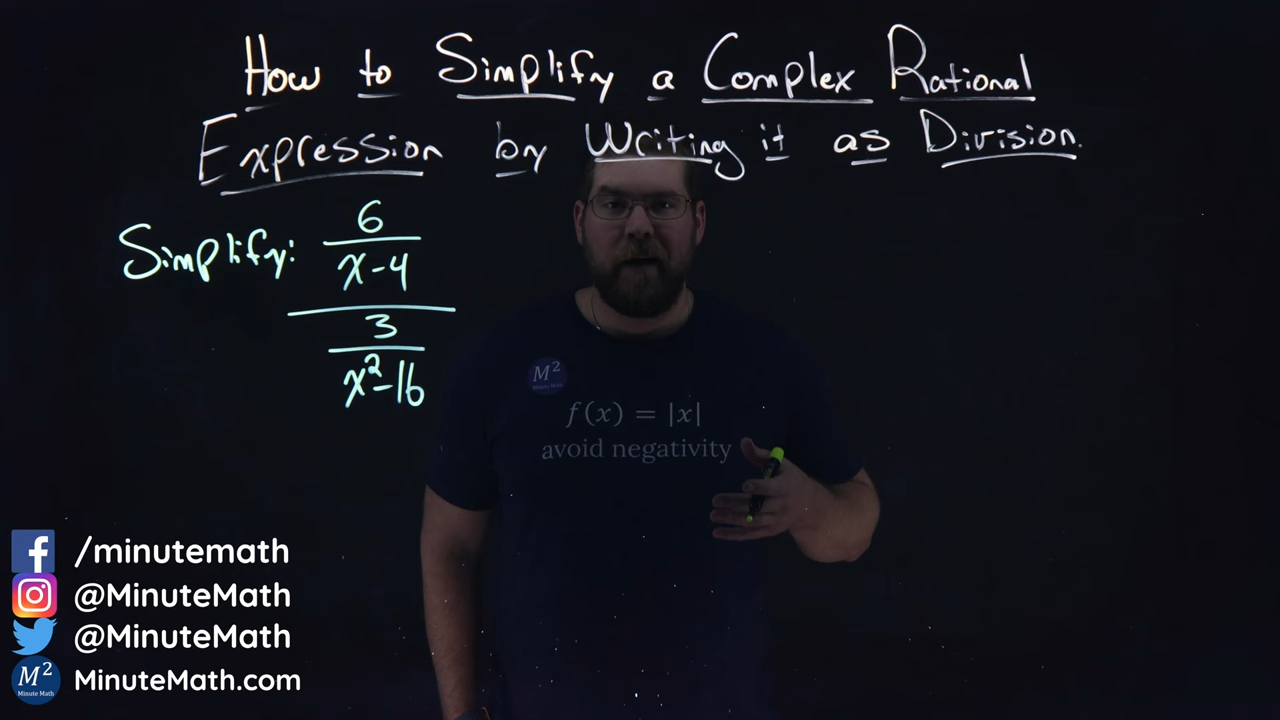 How to Simplify a Complex Rational
Expression by Writing it as Division.
Simplify:
6
x-4
3
x²-16
M²
Minute Math
f(x) = |x|
avoid negativity
/minutemath
@MinuteMath
@MinuteMath
M²
Minute Math
MinuteMath.com